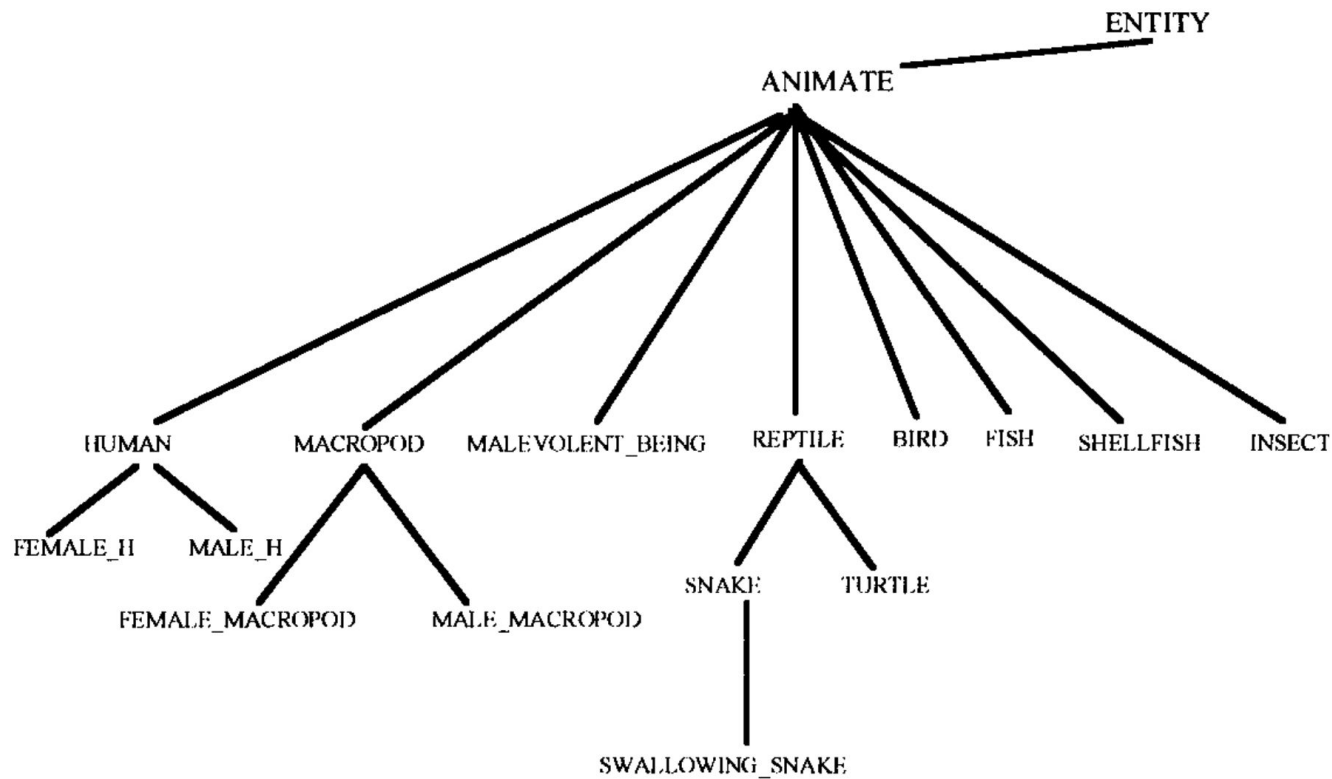 ENTITY
ANIMATE
HUMAN MACROPOD MALEVOLENT_BEING REPTILE BIRD FISH SHELLFISH INSECT
FEMALE_H MALE_H
SNAKE TURTLE
FEMALE_MACROPOD MALE_MACROPOD
SWALLOWING_SNAKE